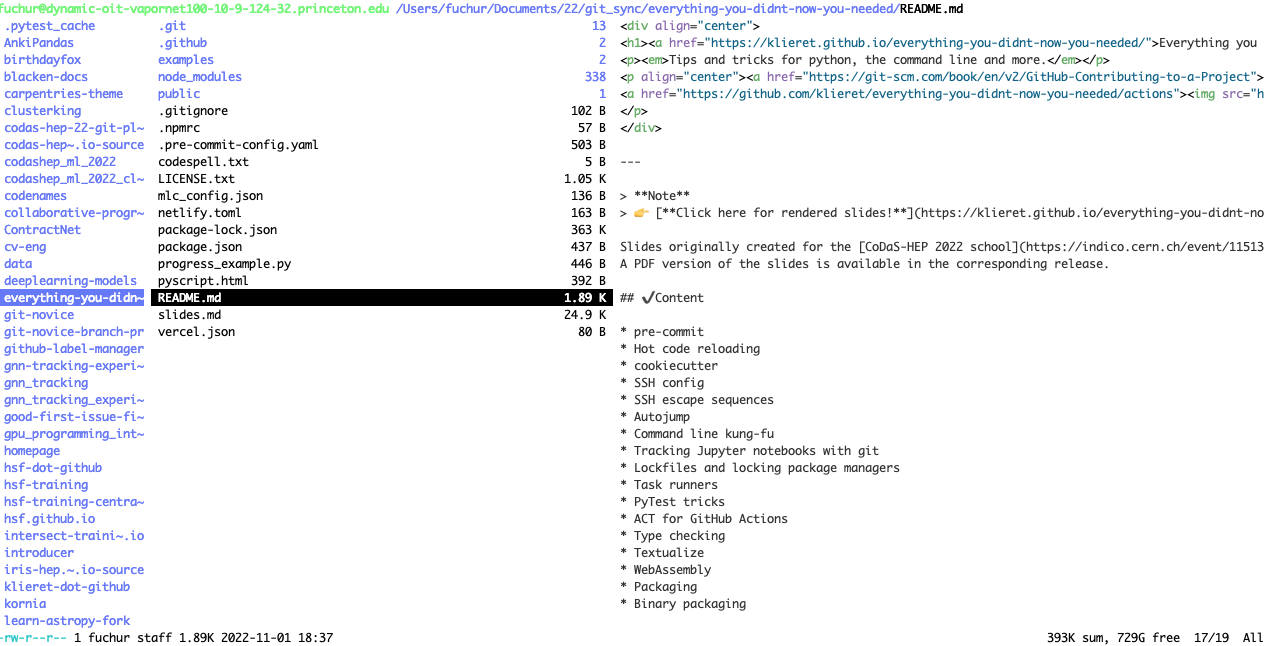 fuchur@dynamic-oit-vapornet100-10-9-124-32.princeton.edu /Users/fuchur/Documents/22/git_sync/everything-you-didnt-now-you-needed/README.md
.pytest_cache
AnkiPandas
birthdayfox
blacken-docs
carpentries-theme
clusterking
codas-hep-22-git-pl~
codas-hep~.io-source
codashep_ml_2022
codashep_ml_2022_cl~
codenames
collaborative-progr~
ContractNet
cv-eng
data
deeplearning-models
everything-you-didn~
git-novice
git-novice-branch-pr
github-label-manager
gnn-tracking-experi~
gnn_tracking
gnn_tracking_experi~
good-first-issue-fi~
gpu_programming_int~
homepage
hsf-dot-github
hsf-training
hsf-training-centra~
hsf.github.io
intersect-traini~.io
introducer
iris-hep.~.io-source
klieret-dot-github
kornia
learn-astropy-fork
.git 13
.github 2
examples 2
node_modules 338
public 1
.gitignore 102 B
.npmrc 57 B
.pre-commit-config.yaml 503 B
codespell.txt 5 B
LICENSE.txt 1.05 K
mlc_config.json 136 B
netlify.toml 163 B
package-lock.json 363 K
package.json 437 B
progress_example.py 446 B
pyscript.html 392 B
README.md 1.89 K
slides.md 24.9 K
vercel.json 80 B
<div align="center">
<h1><a href="https://klieret.github.io/everything-you-didnt-now-you-needed/">Everything you
<p><em>Tips and tricks for python, the command line and more.</em></p>
<p align="center"><a href="https://git-scm.com/book/en/v2/GitHub-Contributing-to-a-Project">
<a href="https://github.com/klieret/everything-you-didnt-now-you-needed/actions"><img src="h
</p>
</div>
---
> **Note**
> 👉 [**Click here for rendered slides!**](https://klieret.github.io/everything-you-didnt-no
Slides originally created for the [CoDaS-HEP 2022 school](https://indico.cern.ch/event/11513
A PDF version of the slides is available in the corresponding release.
## ✔️Content
* pre-commit
* Hot code reloading
* cookiecutter
* SSH config
* SSH escape sequences
* Autojump
* Command line kung-fu
* Tracking Jupyter notebooks with git
* Lockfiles and locking package managers
* Task runners
* PyTest tricks
* ACT for GitHub Actions
* Type checking
* Textualize
* WebAssembly
* Packaging
* Binary packaging
-rw-r--r-- 1 fuchur staff 1.89K 2022-11-01 18:37 393K sum, 729G free 17/19 All